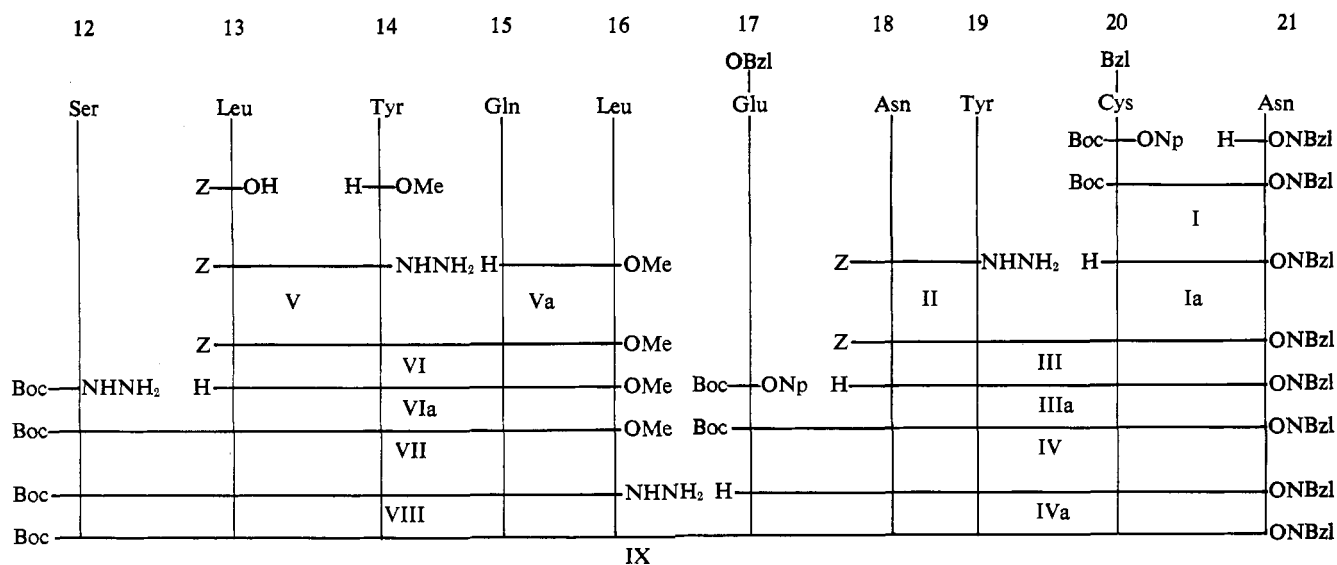 12 13 14 15 16 17 18 19 20 21
OBzl Bzl
Ser Leu Tyr Gln Leu Glu Asn Tyr Cys Asn
Boc ONp H ONBzl
Z OH H OMe Boc ONBzl
I
Z NHNH₂ H OMe Z NHNH₂ H ONBzl
V Va II Ia
Z OMe Z ONBzl
VI III
Boc NHNH₂ H OMe Boc ONp H ONBzl
VIa IIIa
Boc OMe Boc ONBzl
VII IV
Boc NHNH₂ H ONBzl
VIII IVa
Boc ONBzl
IX